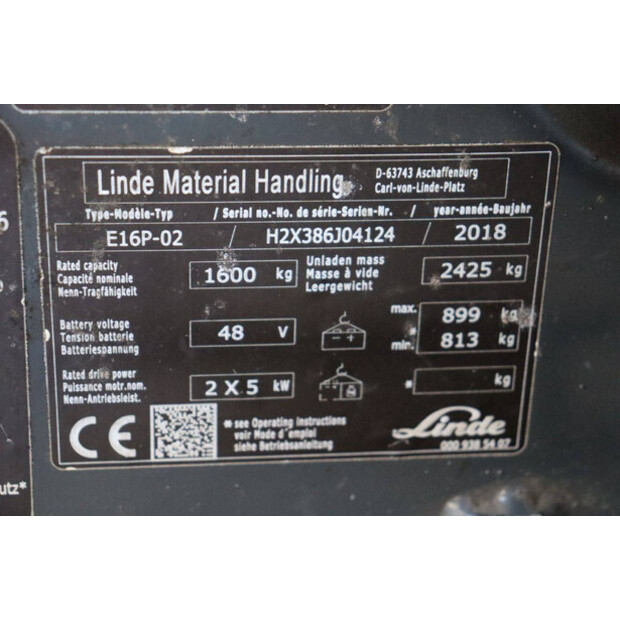 Linde Material Handling
D-63743 Aschaffenburg
Carl-von-Linde-Platz
Type-Modèle-Typ / Serial no.-No. de série-Serien-Nr. / year-année-Baujahr
E16P-02 / H2X386J04124 / 2018
Rated capacity
Capacité nominale
Nenn-Tragfähigkeit
1600 kg
Unladen mass
Masse à vide
Leergewicht
2425 kg
Battery voltage
Tension batterie
Batteriespannung
48 V
- +
max. 899 kg
*
min. 813 kg
Rated drive power
Puissance motr.nom.
Nenn-Antriebsleist.
2 X 5 kW
* kg
CE
* see Operating instructions
voir Mode d'emploi
siehe Betriebsanleitung
Linde
000 938 54 07
6
utz*